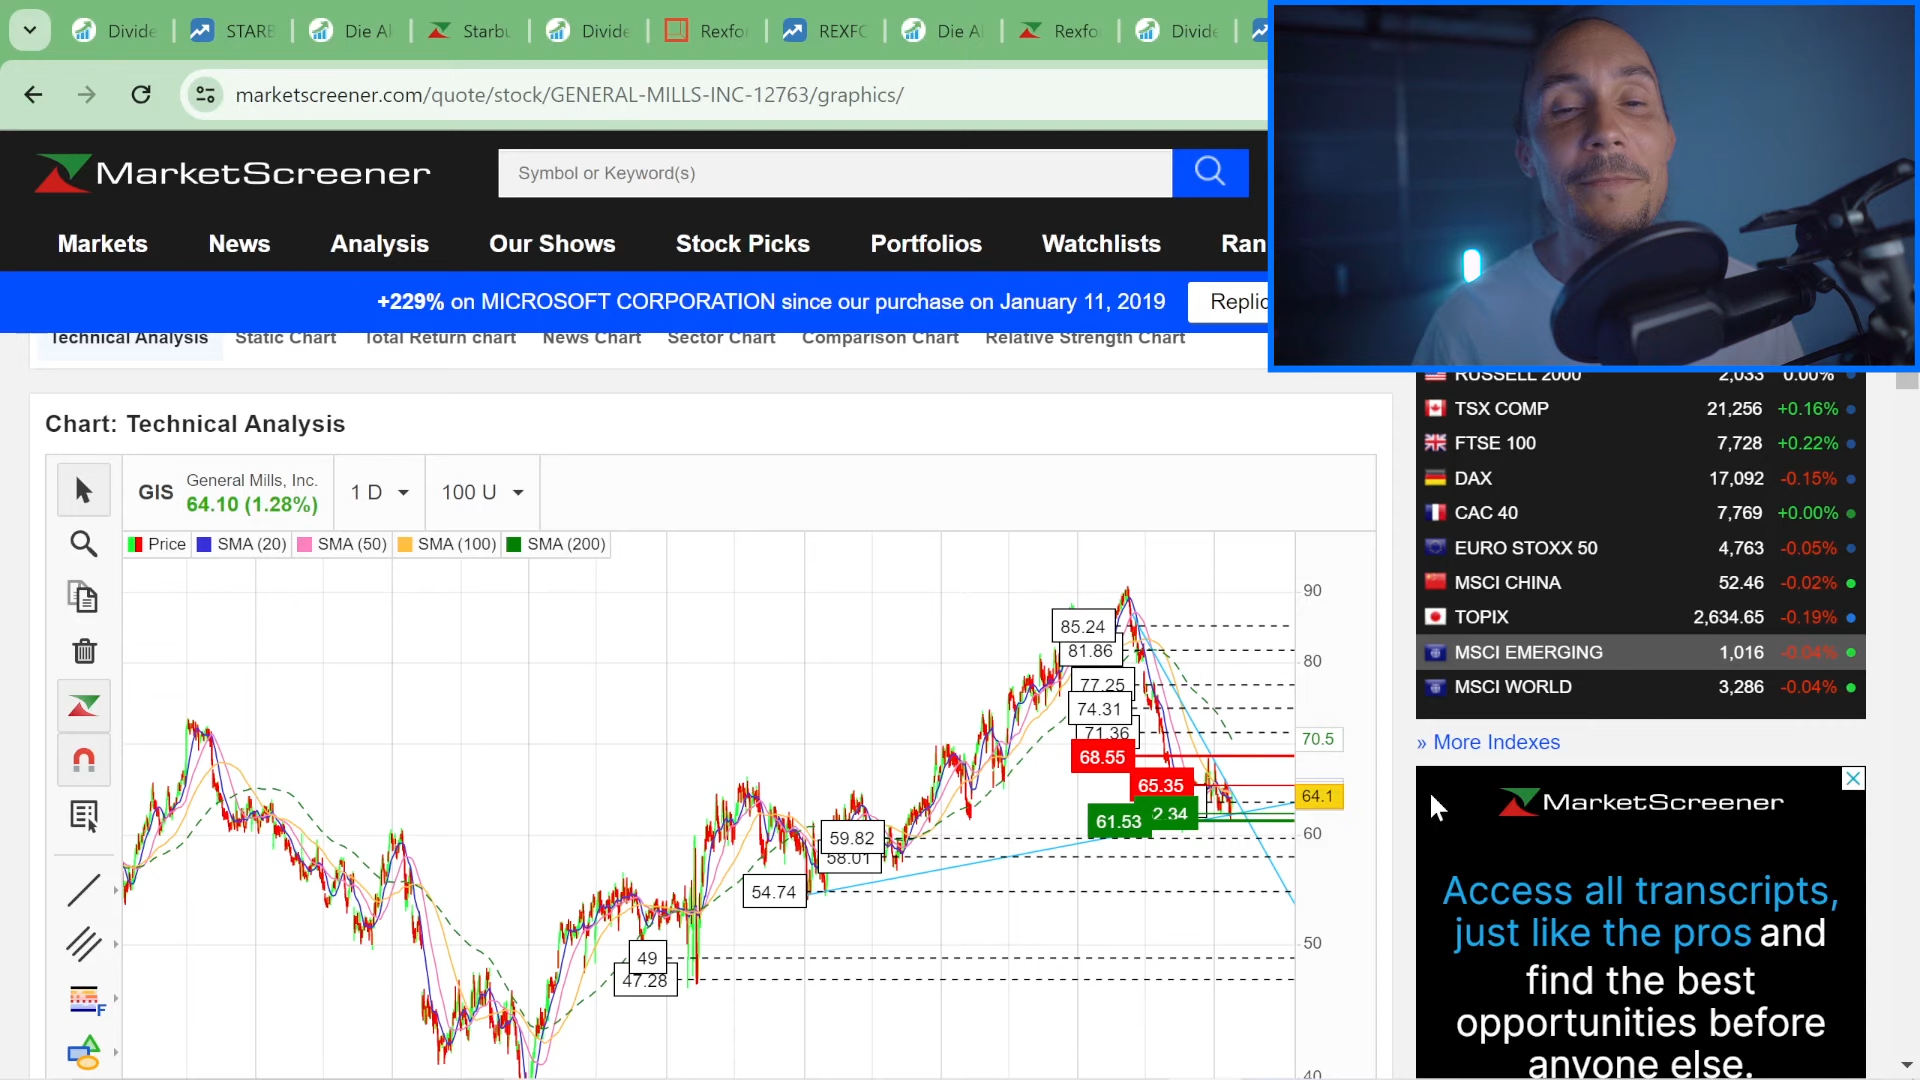 Divide
STARB
Die Al
Starbu
Divide
Rexfor
REXFO
Die Al
Rexfo
Divide
marketscreener.com/quote/stock/GENERAL-MILLS-INC-12763/graphics/
MarketScreener
Symbol or Keyword(s)
Markets News Analysis Our Shows Stock Picks Portfolios Watchlists Ran
+229% on MICROSOFT CORPORATION since our purchase on January 11, 2019
Replic
Technical Analysis Static Chart Total Return chart News Chart Sector Chart Comparison Chart Relative Strength Chart
Chart: Technical Analysis
GIS
General Mills, Inc.
64.10 (1.28%)
1 D
100 U
Price SMA (20) SMA (50) SMA (100) SMA (200)
90
85.24
81.86
80
77.25
74.31
71.36
70.5
68.55
65.35
64.1
2.34
61.53
60
59.82
58.01
54.74
50
49
47.28
40
F
RUSSELL 2000 2,033 0.00%
TSX COMP 21,256 +0.16%
FTSE 100 7,728 +0.22%
DAX 17,092 -0.15%
CAC 40 7,769 +0.00%
EURO STOXX 50 4,763 -0.05%
MSCI CHINA 52.46 -0.02%
TOPIX 2,634.65 -0.19%
MSCI EMERGING 1,016 -0.04%
MSCI WORLD 3,286 -0.04%
» More Indexes
MarketScreener
Access all transcripts,
just like the pros and
find the best
opportunities before
anyone else.